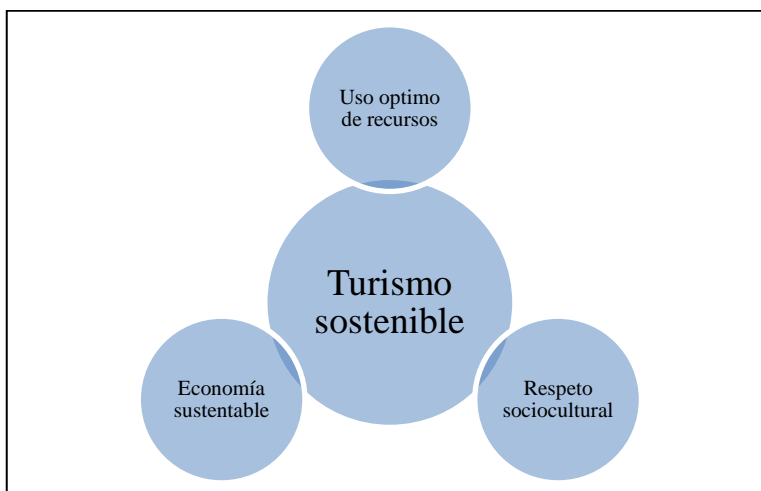 Uso optimo
de recursos
Turismo
sostenible
Economía
sustentable
Respeto
sociocultural